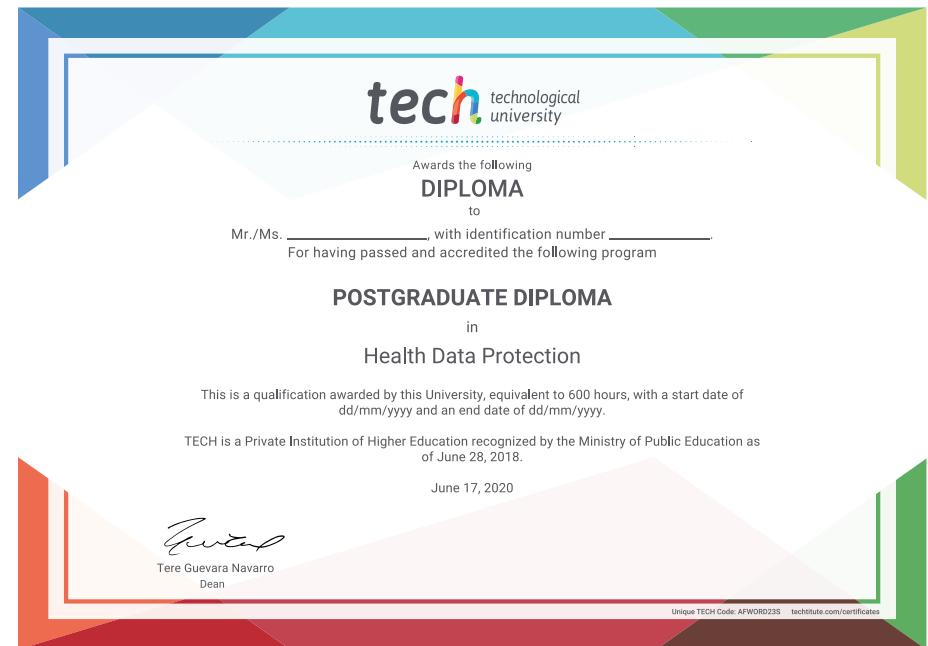 tech technological
university
Awards the following
DIPLOMA
to
Mr./Ms. ____________________, with identification number ______________.
For having passed and accredited the following program
POSTGRADUATE DIPLOMA
in
Health Data Protection
This is a qualification awarded by this University, equivalent to 600 hours, with a start date of
dd/mm/yyyy and an end date of dd/mm/yyyy.
TECH is a Private Institution of Higher Education recognized by the Ministry of Public Education as
of June 28, 2018.
June 17, 2020
Tere Guevara Navarro
Dean
Unique TECH Code: AFWORD23S techtitute.com/certificates